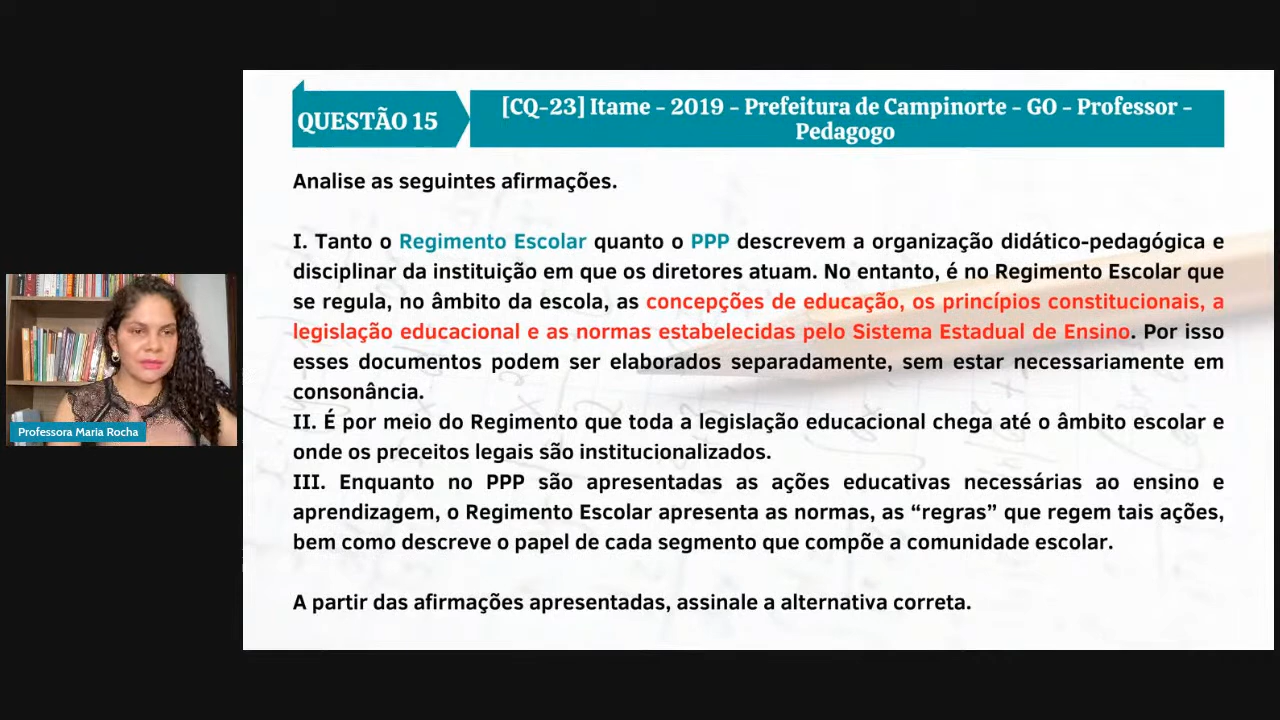 QUESTÃO 15
[CQ-23] Itame - 2019 - Prefeitura de Campinorte - GO - Professor -
Pedagogo
Analise as seguintes afirmações.
I. Tanto o Regimento Escolar quanto o PPP descrevem a organização didático-pedagógica e
disciplinar da instituição em que os diretores atuam. No entanto, é no Regimento Escolar que
se regula, no âmbito da escola, as concepções de educação, os princípios constitucionais, a
legislação educacional e as normas estabelecidas pelo Sistema Estadual de Ensino. Por isso
esses documentos podem ser elaborados separadamente, sem estar necessariamente em
consonância.
II. É por meio do Regimento que toda a legislação educacional chega até o âmbito escolar e
onde os preceitos legais são institucionalizados.
III. Enquanto no PPP são apresentadas as ações educativas necessárias ao ensino e
aprendizagem, o Regimento Escolar apresenta as normas, as “regras” que regem tais ações,
bem como descreve o papel de cada segmento que compõe a comunidade escolar.
A partir das afirmações apresentadas, assinale a alternativa correta.
Professora Maria Rocha